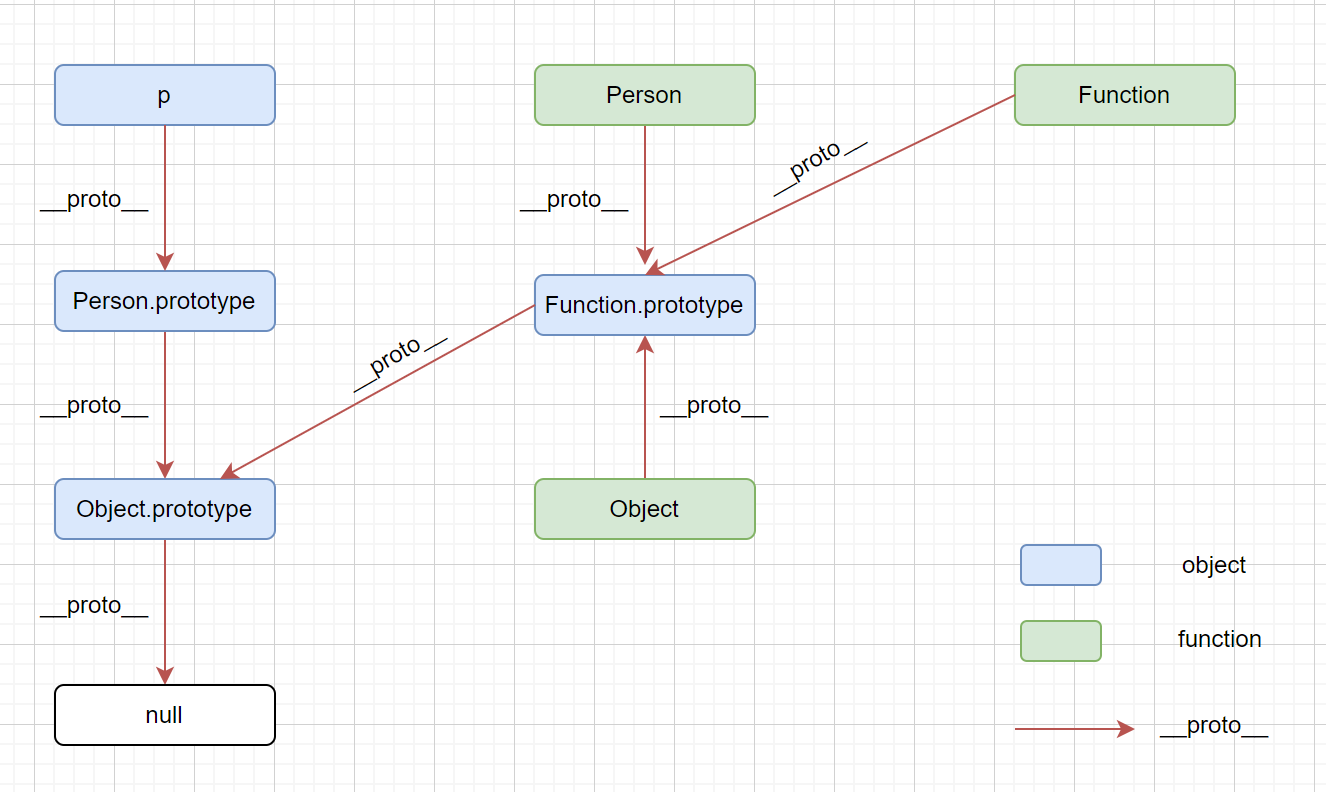 p
Person
Function
__proto__
__proto__
__proto__
Person.prototype
Function.prototype
__proto__
__proto__
__proto__
Object.prototype
Object
object
__proto__
function
null
__proto__